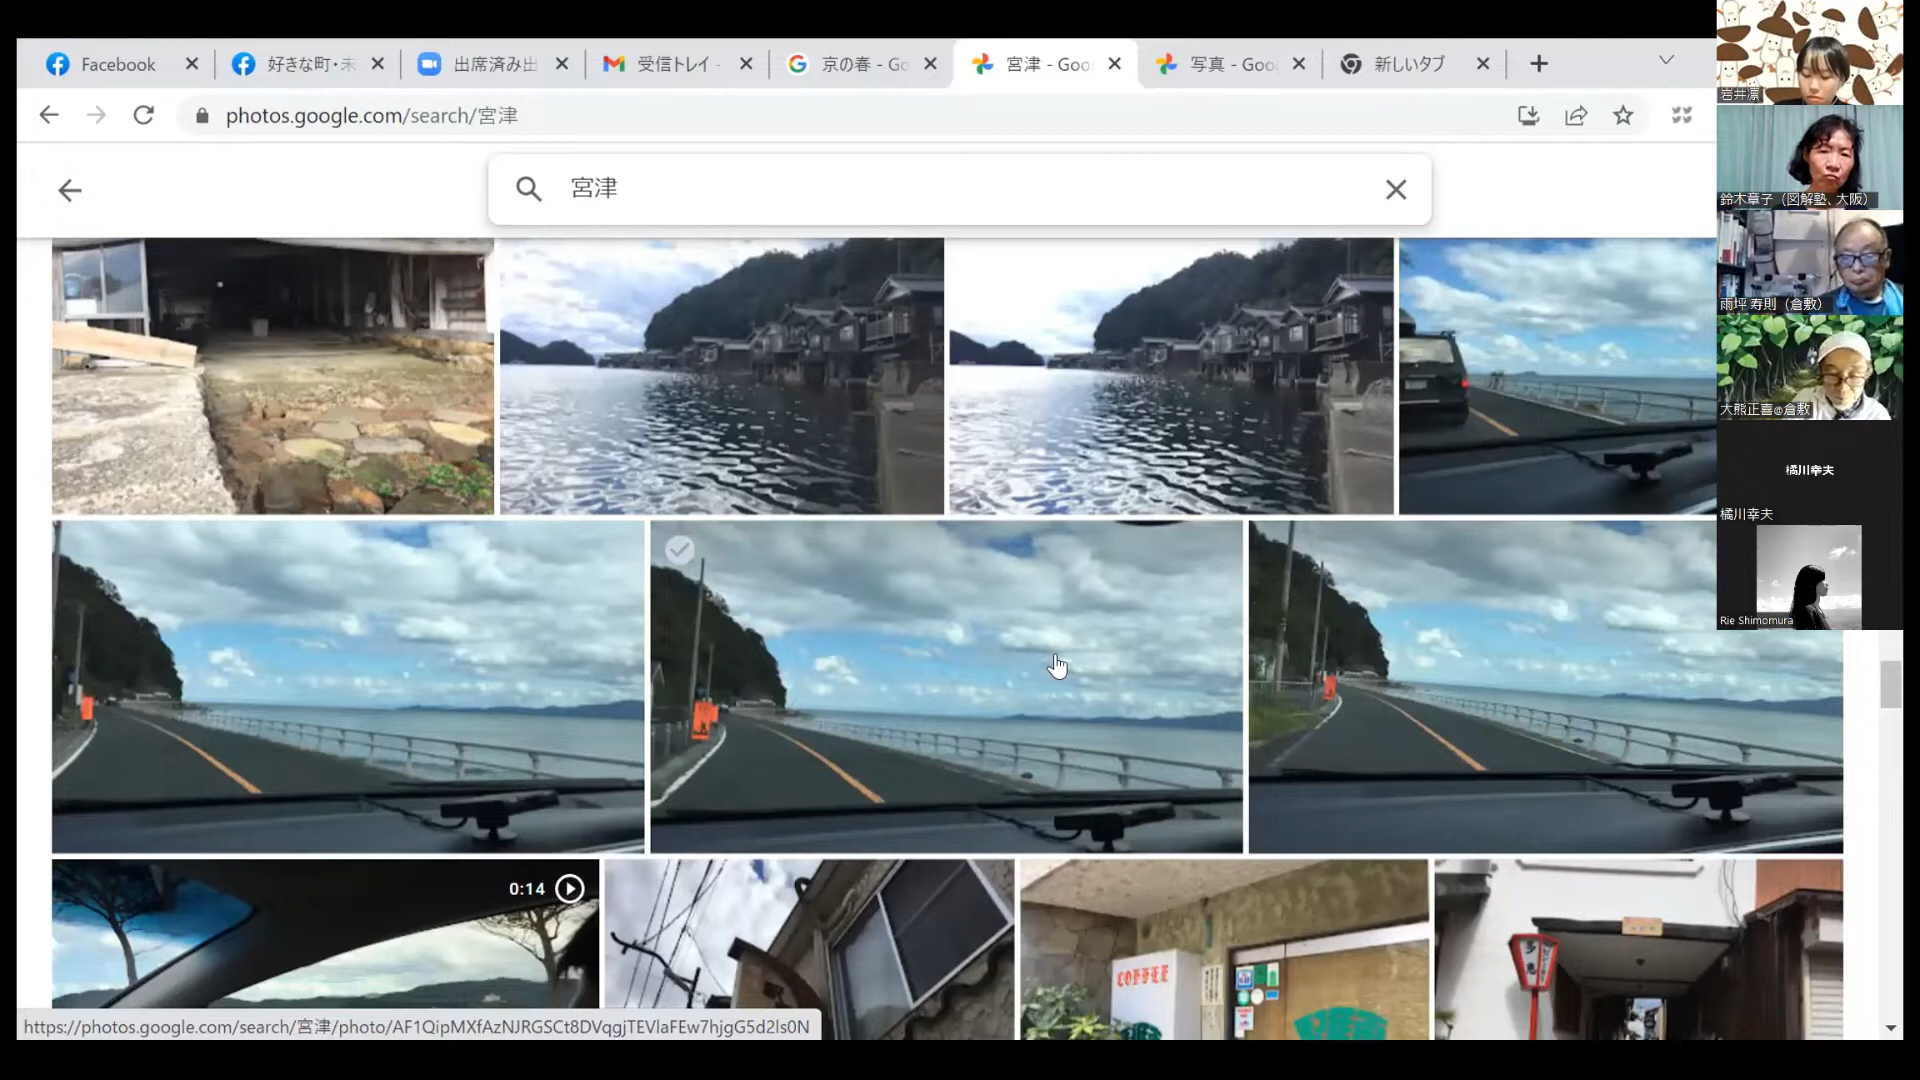 Facebook
好きな町・未
出席済み出
受信トレイ -
京の春 - Go
宮津 - Goo
写真 - Goo
新しいタブ
photos.google.com/search/宮津
宮津
0:14
COFFEE
https://photos.google.com/search/宮津/photo/AF1QipMXfAzNJRGSCt8DVqgjTEVlaFEw7hjgG5d2ls0N
岩井凛
鈴木章子（図解塾、大阪）
雨坪 寿則（倉敷）
大熊正喜@倉敷
橘川幸夫
橘川幸夫
Rie Shimomura